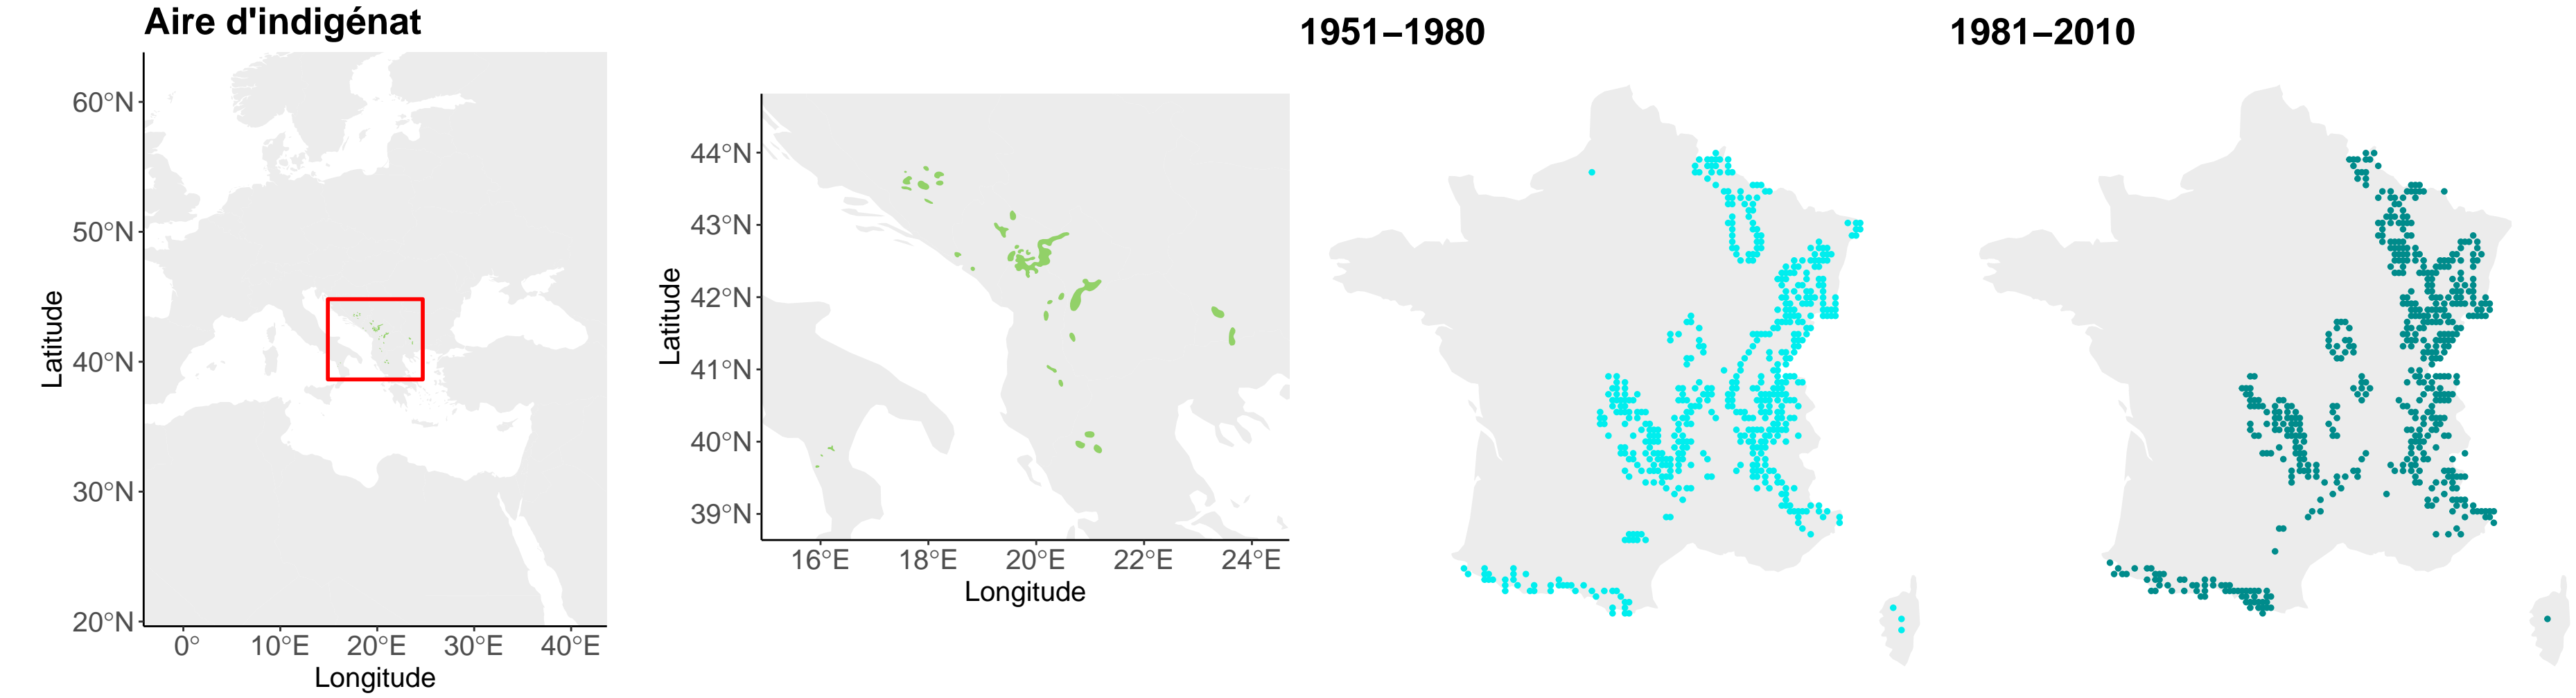 Aire d'indigénat
1951–1980
1981–2010
60°N
50°N
40°N
30°N
20°N
Latitude
0°
10°E
20°E
30°E
40°E
Longitude
44°N
43°N
42°N
41°N
40°N
39°N
Latitude
16°E
18°E
20°E
22°E
24°E
Longitude